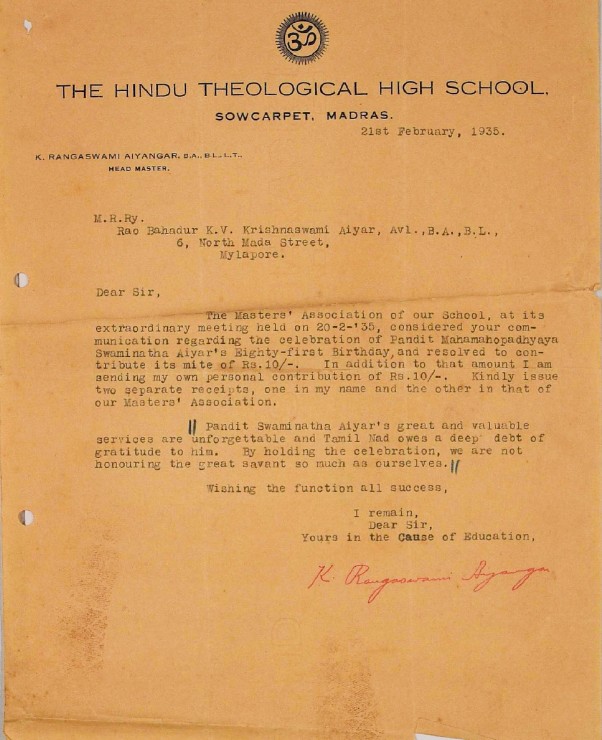 ॐ
THE HINDU THEOLOGICAL HIGH SCHOOL,
SOWCARPET, MADRAS.
21st February, 1935.
K. RANGASWAMI AIYANGAR, B.A., B.L., L.T.,
HEAD MASTER.
M.R.Ry.
Rao Bahadur K.V. Krishnaswami Aiyar, Avl.,B.A.,B.L.,
6, North Mada Street,
Mylapore.
Dear Sir,
The Masters' Association of our School, at its
extraordinary meeting held on 20-2-'35, considered your com-
munication regarding the celebration of Pandit Mahamahopadhyaya
Swaminatha Aiyar's Eighty-first Birthday,and resolved to con-
tribute its mite of Rs.10/-. In addition to that amount I am
sending my own personal contribution of Rs.10/-. Kindly issue
two separate receipts, one in my name and the other in that of
our Masters' Association.
" Pandit Swaminatha Aiyar's great and valuable
services are unforgettable and Tamil Nad owes a deep debt of
gratitude to him. By holding the celebration, we are not
honouring the great savant so much as ourselves."
Wishing the function all success,
I remain,
Dear Sir,
Yours in the Cause of Education,
K. Rangaswami Ayangar